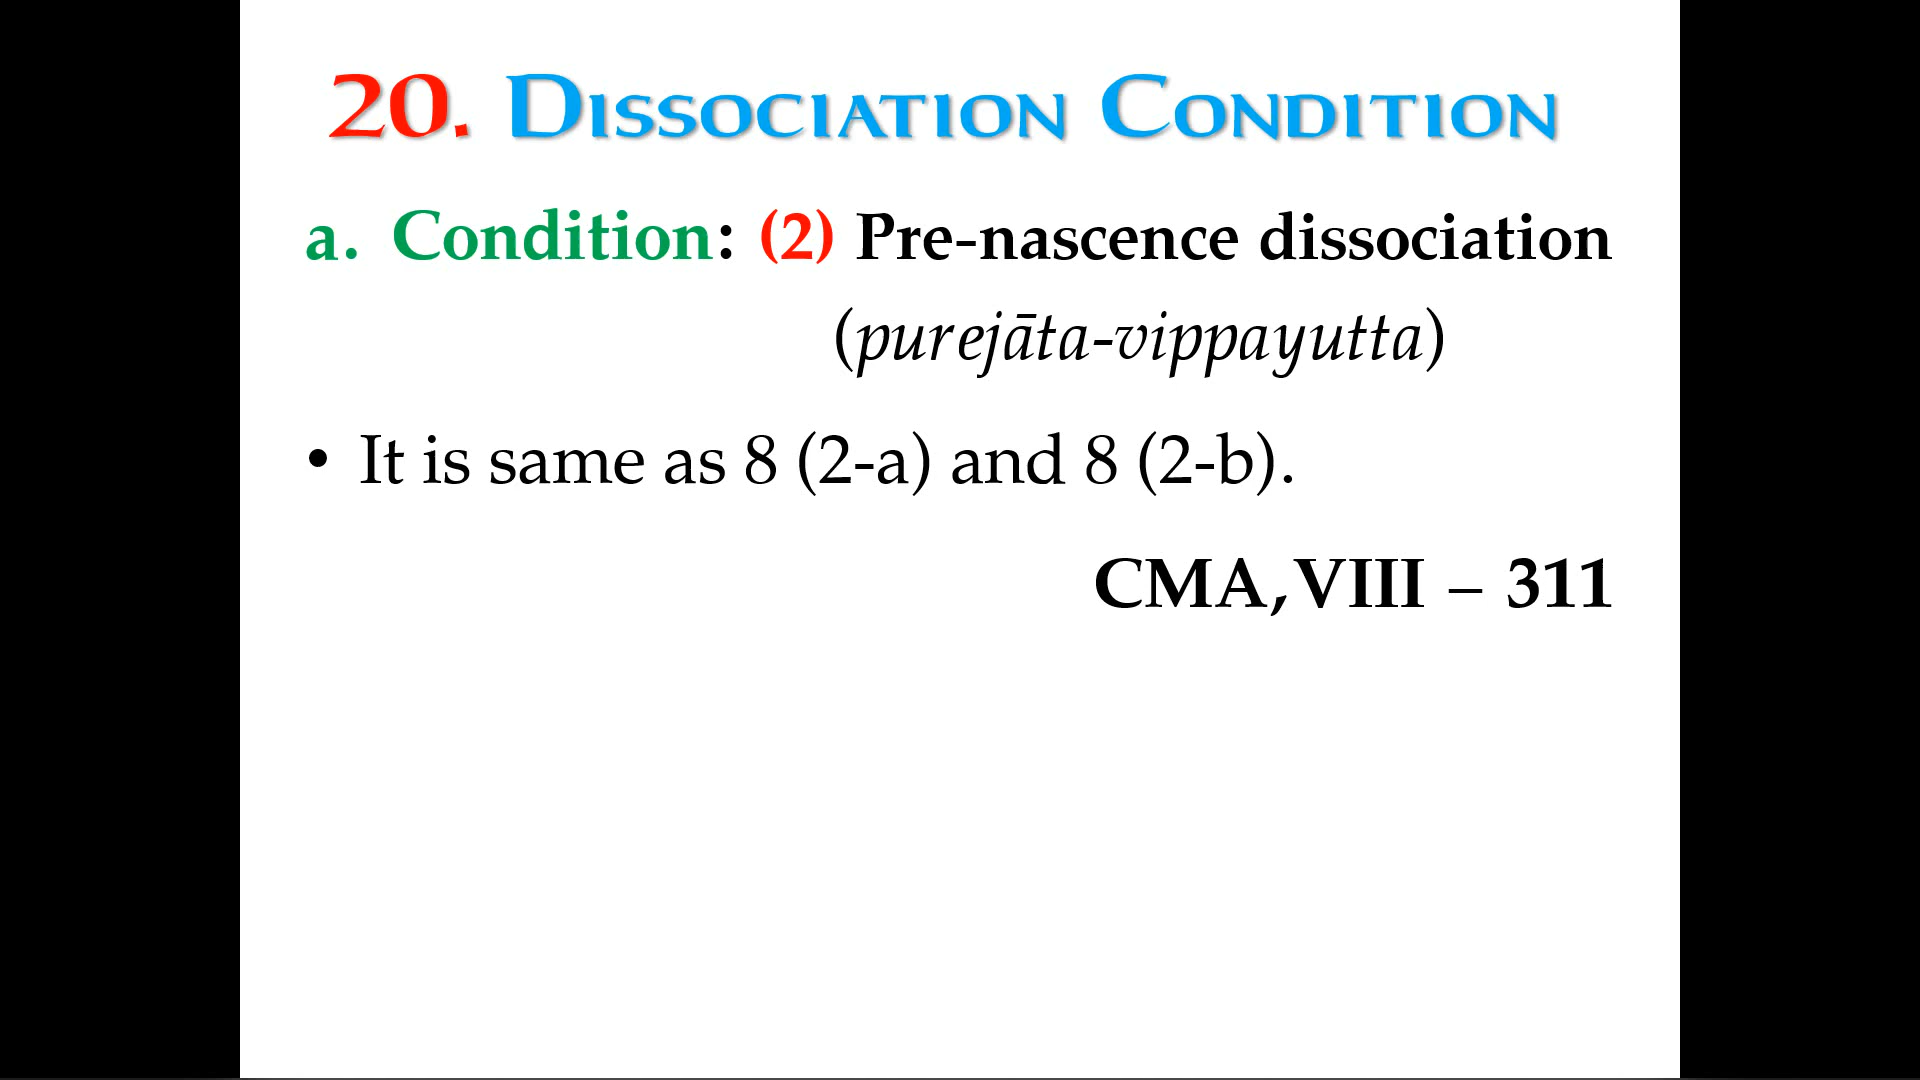 20. Dissociation Condition
a. Condition: (2) Pre-nascence dissociation
(purejāta-vippayutta)
• It is same as 8 (2-a) and 8 (2-b).
CMA, VIII – 311